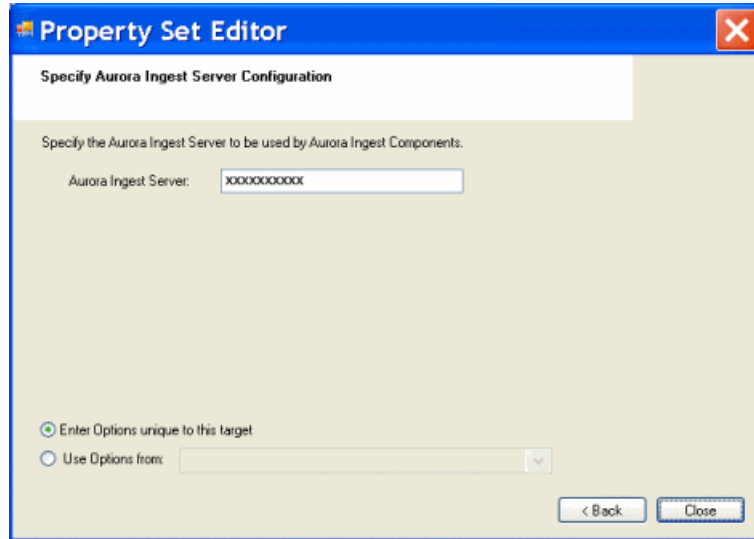 Property Set Editor
Specify Aurora Ingest Server Configuration
Specify the Aurora Ingest Server to be used by Aurora Ingest Components.
Aurora Ingest Server: xxxxxxxxxx
Enter Options unique to this target
Use Options from:
< Back Close